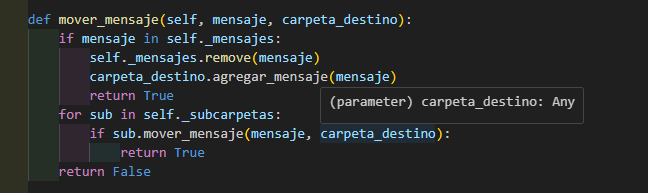 def mover_mensaje(self, mensaje, carpeta_destino):
    if mensaje in self._mensajes:
        self._mensajes.remove(mensaje)
        carpeta_destino.agregar_mensaje(mensaje)
        return True
(parameter) carpeta_destino: Any
    for sub in self._subcarpetas:
        if sub.mover_mensaje(mensaje, carpeta_destino):
            return True
    return False